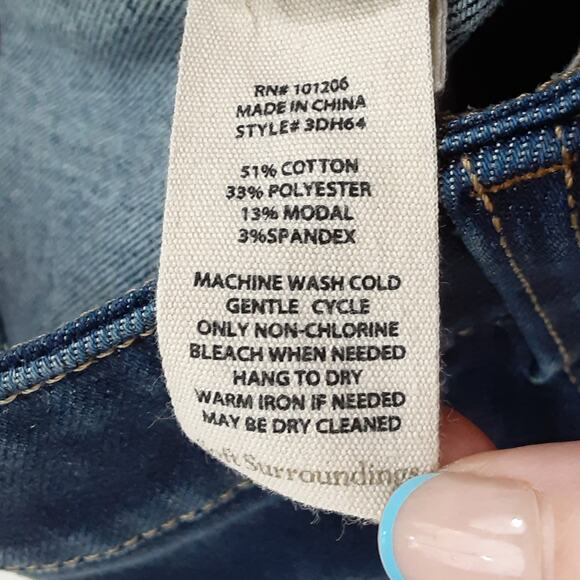 RN# 101206
MADE IN CHINA
STYLE# 3DH64
51% COTTON
33% POLYESTER
13% MODAL
3%SPANDEX
MACHINE WASH COLD
GENTLE CYCLE
ONLY NON-CHLORINE
BLEACH WHEN NEEDED
HANG TO DRY
WARM IRON IF NEEDED
MAY BE DRY CLEANED
Surroundings